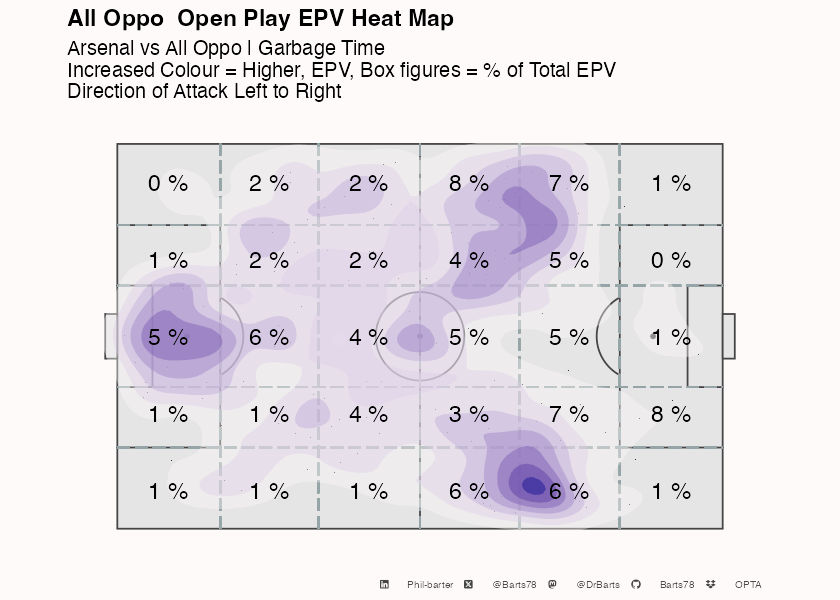 All Oppo  Open Play EPV Heat Map
Arsenal vs All Oppo | Garbage Time
Increased Colour = Higher, EPV, Box figures = % of Total EPV
Direction of Attack Left to Right
0 % 2 % 2 % 8 % 7 % 1 %
1 % 2 % 2 % 4 % 5 % 0 %
5 % 6 % 4 % 5 % 5 % 1 %
1 % 1 % 4 % 3 % 7 % 8 %
1 % 1 % 1 % 6 % 6 % 1 %
Phil-barter @Barts78 @DrBarts Barts78 OPTA